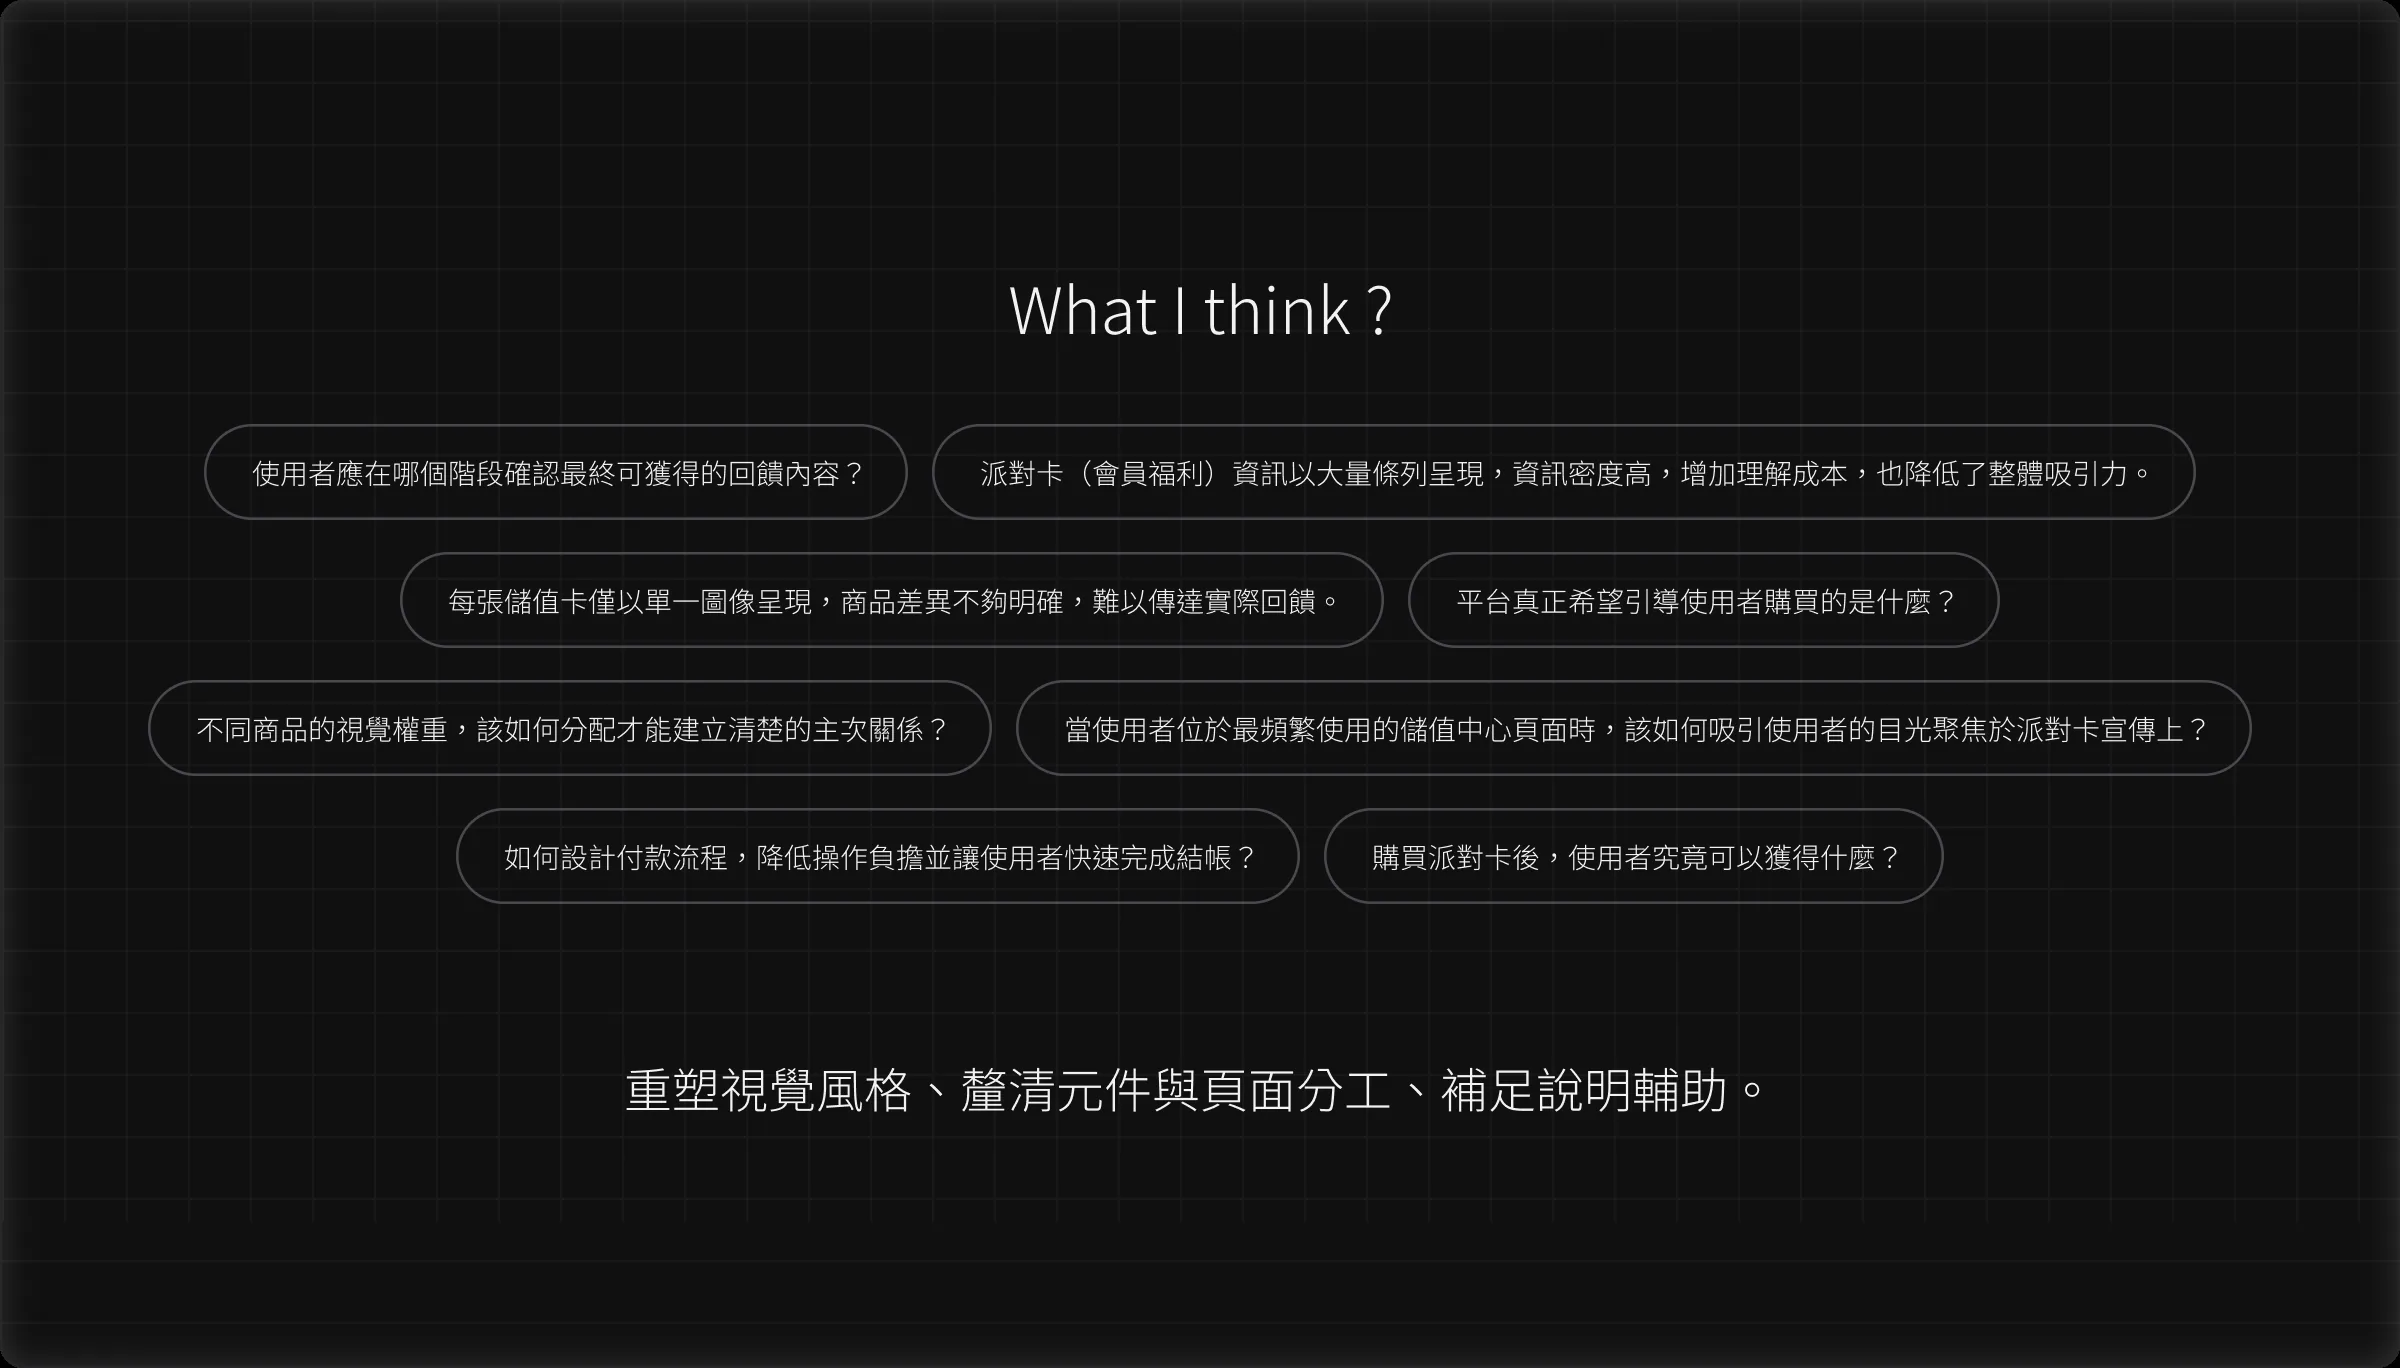 What I think ?
使用者應在哪個階段確認最終可獲得的回饋內容？
派對卡（會員福利）資訊以大量條列呈現，資訊密度高，增加理解成本，也降低了整體吸引力。
每張儲值卡僅以單一圖像呈現，商品差異不夠明確，難以傳達實際回饋。
平台真正希望引導使用者購買的是什麼？
不同商品的視覺權重，該如何分配才能建立清楚的主次關係？
當使用者位於最頻繁使用的儲值中心頁面時，該如何吸引使用者的目光聚焦於派對卡宣傳上？
如何設計付款流程，降低操作負擔並讓使用者快速完成結帳？
購買派對卡後，使用者究竟可以獲得什麼？
重塑視覺風格、釐清元件與頁面分工、補足說明輔助。